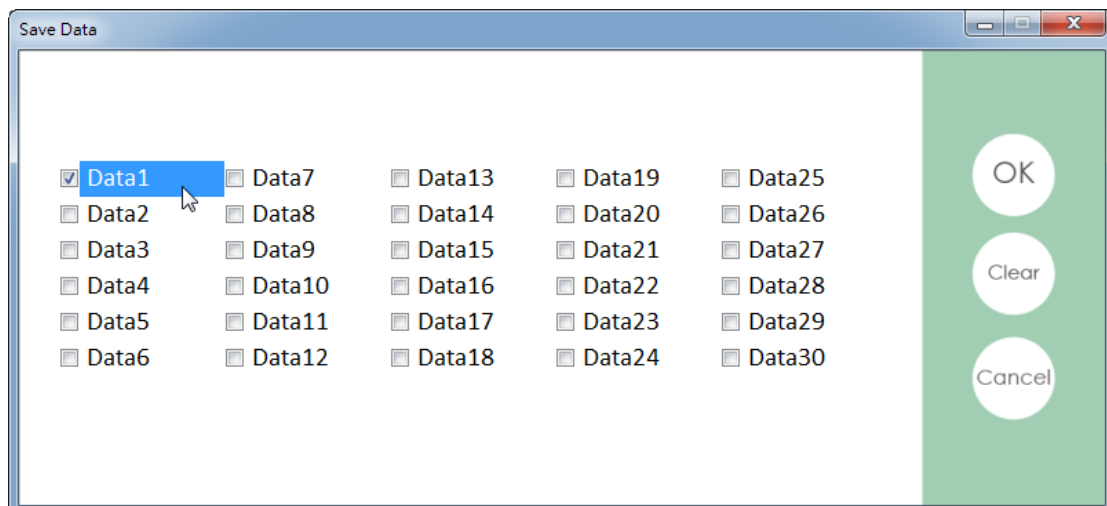 Save Data
Data1 Data7 Data13 Data19 Data25
Data2 Data8 Data14 Data20 Data26
Data3 Data9 Data15 Data21 Data27
Data4 Data10 Data16 Data22 Data28
Data5 Data11 Data17 Data23 Data29
Data6 Data12 Data18 Data24 Data30
OK
Clear
Cancel